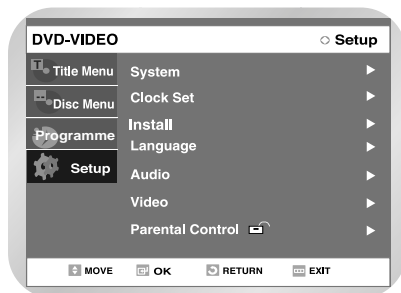 DVD-VIDEO Setup
Title Menu
Disc Menu
Programme
Setup
System
Clock Set
Install
Language
Audio
Video
Parental Control
MOVE OK RETURN EXIT